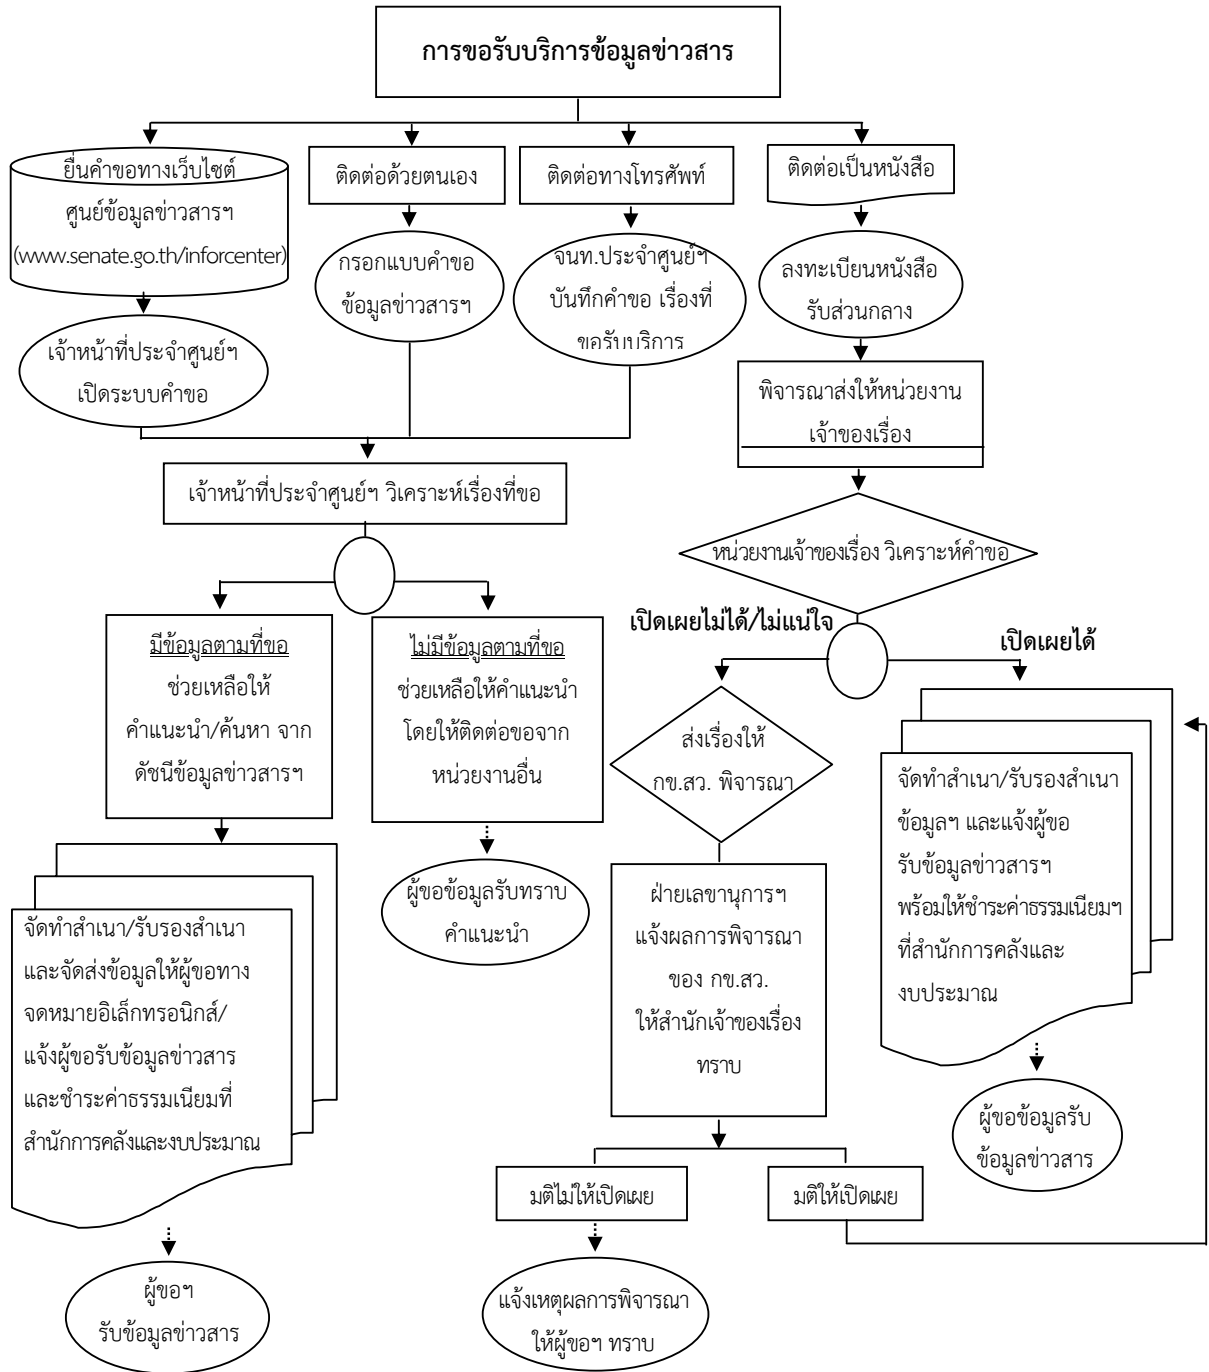 การขอรับบริการข้อมูลข่าวสาร
ยื่นคำขอทางเว็บไซต์
ศูนย์ข้อมูลข่าวสารฯ
(www.senate.go.th/inforcenter)
ติดต่อด้วยตนเอง
ติดต่อทางโทรศัพท์
ติดต่อเป็นหนังสือ
กรอกแบบคำขอ
ข้อมูลข่าวสารฯ
จนท.ประจำศูนย์ฯ
บันทึกคำขอ เรื่องที่
ขอรับบริการ
ลงทะเบียนหนังสือ
รับส่วนกลาง
เจ้าหน้าที่ประจำศูนย์ฯ
เปิดระบบคำขอ
พิจารณาส่งให้หน่วยงาน
เจ้าของเรื่อง
เจ้าหน้าที่ประจำศูนย์ฯ วิเคราะห์เรื่องที่ขอ
หน่วยงานเจ้าของเรื่อง วิเคราะห์คำขอ
มีข้อมูลตามที่ขอ
ช่วยเหลือให้
คำแนะนำ/ค้นหา จาก
ดัชนีข้อมูลข่าวสารฯ
ไม่มีข้อมูลตามที่ขอ
ช่วยเหลือให้คำแนะนำ
โดยให้ติดต่อขอจาก
หน่วยงานอื่น
เปิดเผยไม่ได้/ไม่แน่ใจ
เปิดเผยได้
ส่งเรื่องให้
กข.สว. พิจารณา
จัดทำสำเนา/รับรองสำเนา
ข้อมูลฯ และแจ้งผู้ขอ
รับข้อมูลข่าวสารฯ
พร้อมให้ชำระค่าธรรมเนียมฯ
ที่สำนักการคลังและ
งบประมาณ
ผู้ขอข้อมูลรับทราบ
คำแนะนำ
ฝ่ายเลขานุการฯ
แจ้งผลการพิจารณา
ของ กข.สว.
ให้สำนักเจ้าของเรื่อง
ทราบ
จัดทำสำเนา/รับรองสำเนา
และจัดส่งข้อมูลให้ผู้ขอทาง
จดหมายอิเล็กทรอนิกส์/
แจ้งผู้ขอรับข้อมูลข่าวสาร
และชำระค่าธรรมเนียมที่
สำนักการคลังและงบประมาณ
ผู้ขอข้อมูลรับ
ข้อมูลข่าวสาร
มติไม่ให้เปิดเผย
มติให้เปิดเผย
ผู้ขอฯ
รับข้อมูลข่าวสาร
แจ้งเหตุผลการพิจารณา
ให้ผู้ขอฯ ทราบ